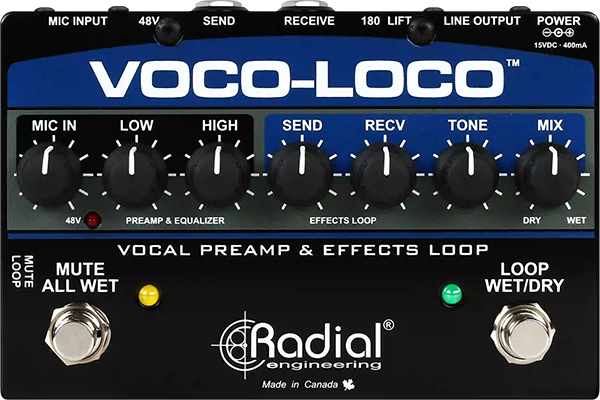 MIC INPUT 48V SEND RECEIVE 180 LIFT LINE OUTPUT POWER
15VDC · 400mA
VOCO-LOCO™
MIC IN LOW HIGH SEND RECV TONE MIX
48V PREAMP & EQUALIZER EFFECTS LOOP DRY WET
VOCAL PREAMP & EFFECTS LOOP
MUTE
LOOP
MUTE
ALL WET
LOOP
WET/DRY
Radial®
engineering
Made in Canada